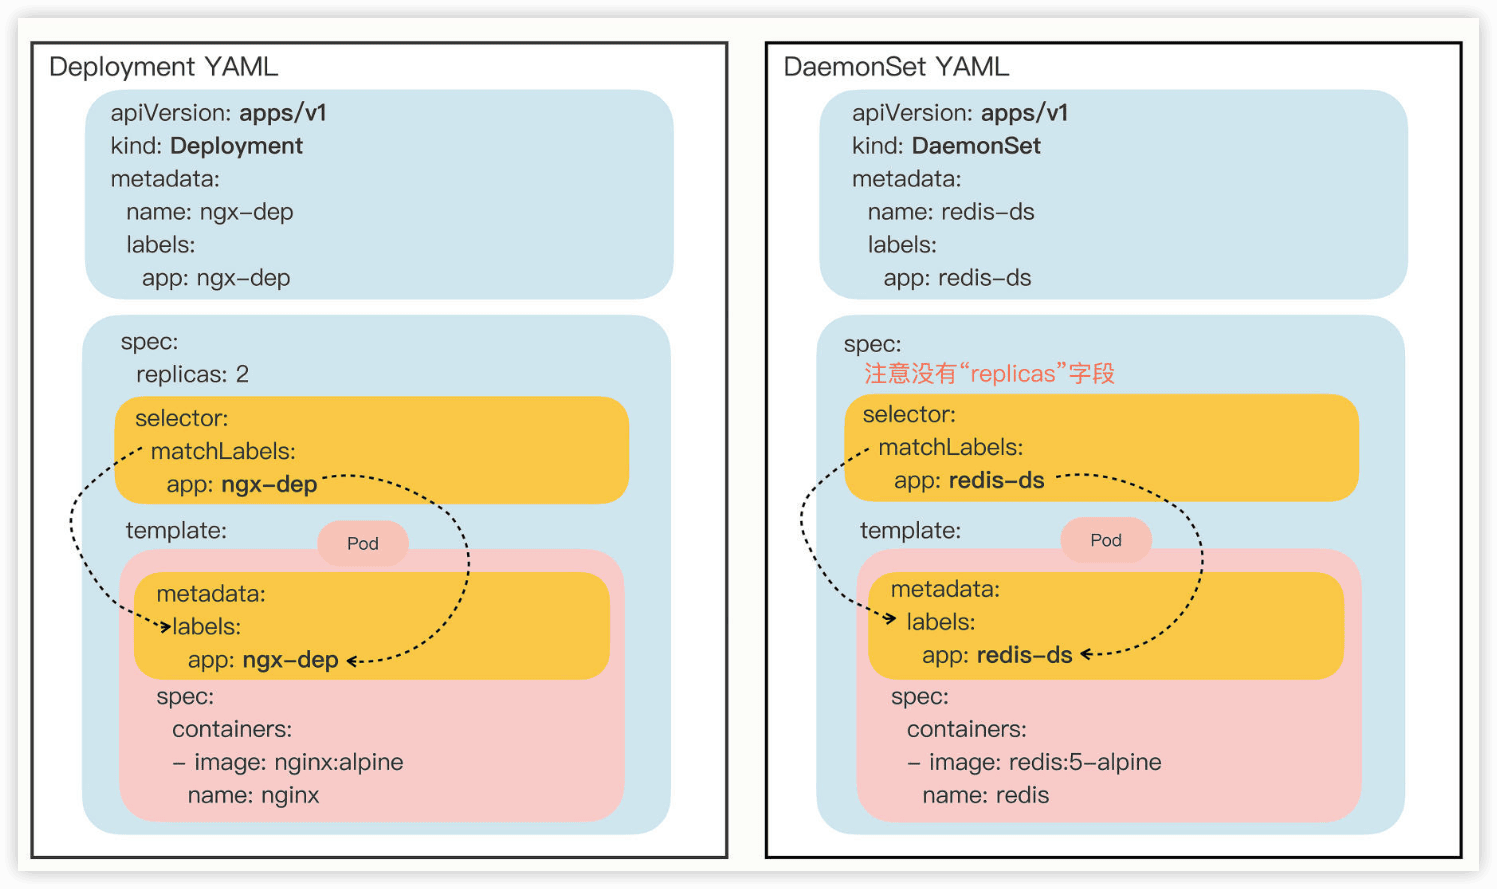 Deployment YAML
apiVersion: apps/v1
kind: Deployment
metadata:
name: ngx-dep
labels:
app: ngx-dep
spec:
replicas: 2
selector:
matchLabels:
app: ngx-dep
template:
Pod
metadata:
labels:
app: ngx-dep
spec:
containers:
- image: nginx:alpine
name: nginx
DaemonSet YAML
apiVersion: apps/v1
kind: DaemonSet
metadata:
name: redis-ds
labels:
app: redis-ds
spec:
注意没有“replicas”字段
selector:
matchLabels:
app: redis-ds
template:
Pod
metadata:
labels:
app: redis-ds
spec:
containers:
- image: redis:5-alpine
name: redis